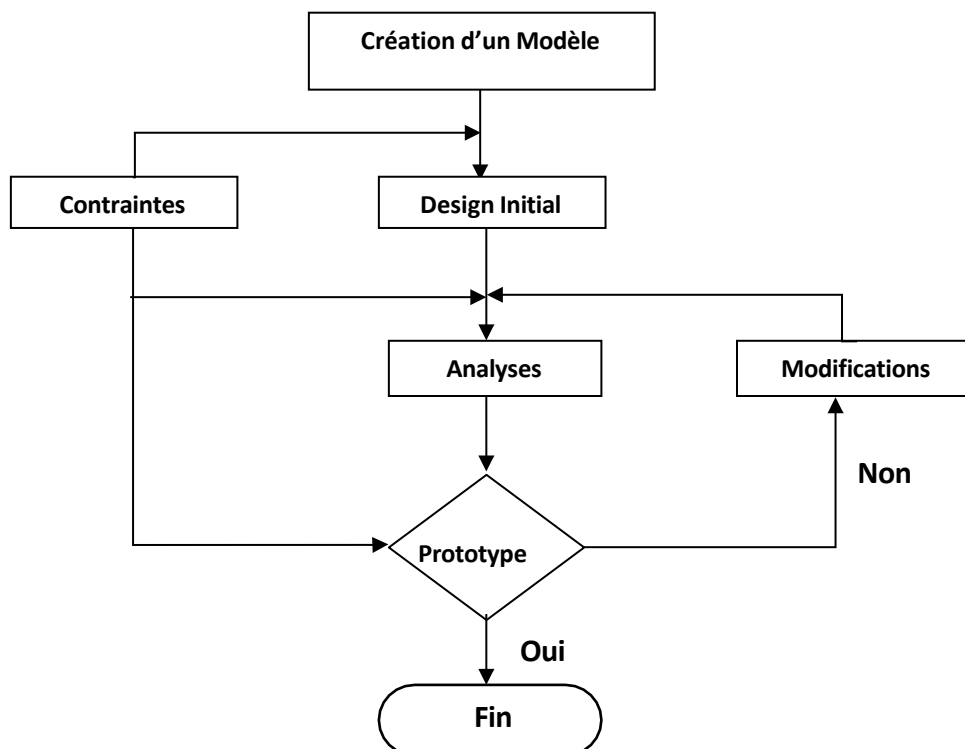 Création d’un Modèle
Contraintes
Design Initial
Analyses
Modifications
Non
Prototype
Oui
Fin